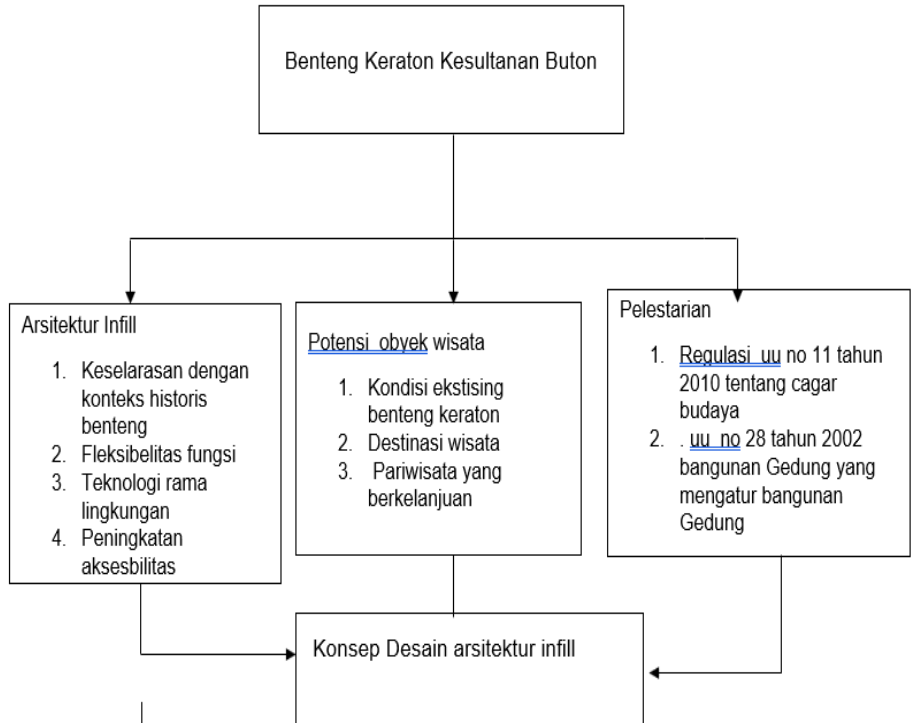 Benteng Keraton Kesultanan Buton
Arsitektur Infill
1. Keselarasan dengan
konteks historis
benteng
2. Fleksibelitas fungsi
3. Teknologi rama
lingkungan
4. Peningkatan
aksesbilitas
Potensi obyek wisata
1. Kondisi ekstising
benteng keraton
2. Destinasi wisata
3. Pariwisata yang
berkelanjuan
Pelestarian
1. Regulasi uu no 11 tahun
2010 tentang cagar
budaya
2. . uu no 28 tahun 2002
bangunan Gedung yang
mengatur bangunan
Gedung
Konsep Desain arsitektur infill